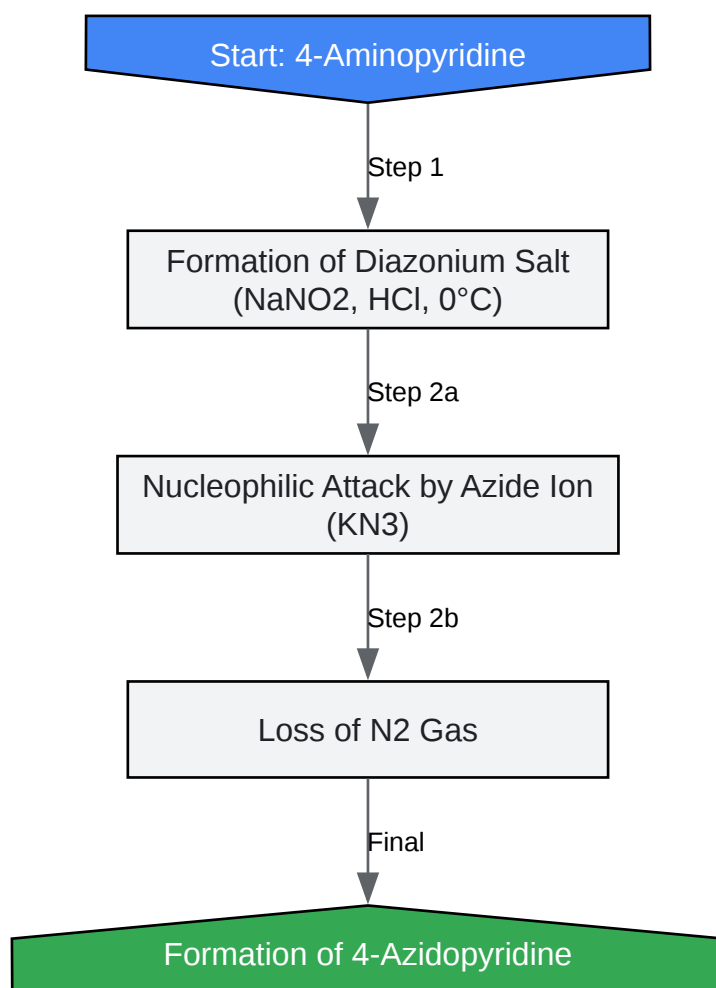 Start: 4-Aminopyridine
Step 1
Formation of Diazonium Salt
(NaNO2, HCl, 0°C)
Step 2a
Nucleophilic Attack by Azide Ion
(KN3)
Step 2b
Loss of N2 Gas
Final
Formation of 4-Azidopyridine